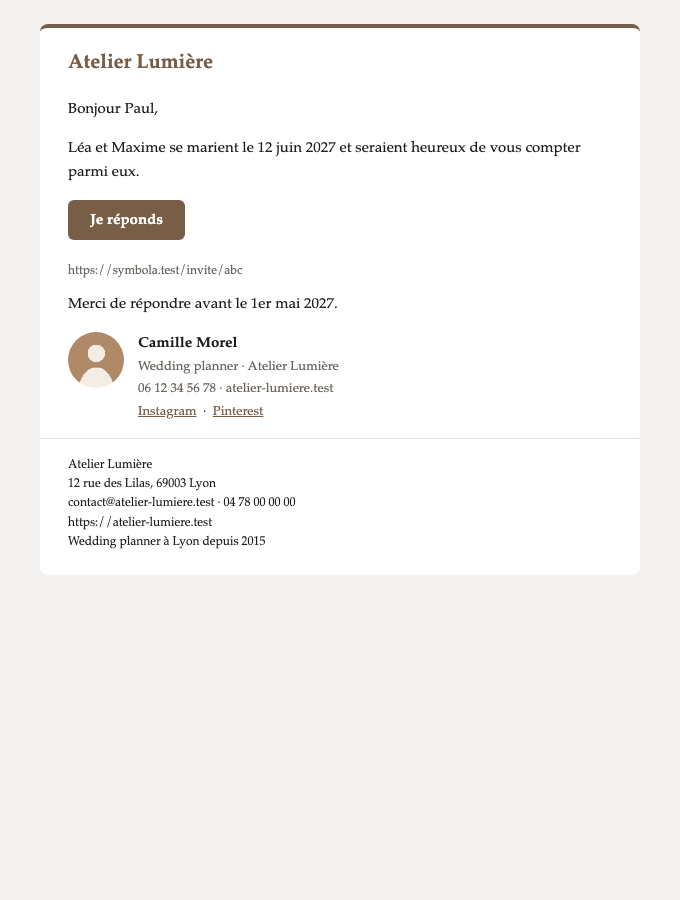 Atelier Lumière
Bonjour Paul,
Léa et Maxime se marient le 12 juin 2027 et seraient heureux de vous compter
parmi eux.
Je réponds
https://symbola.test/invite/abc
Merci de répondre avant le 1er mai 2027.
Camille Morel
Wedding planner · Atelier Lumière
06 12 34 56 78 · atelier-lumiere.test
Instagram · Pinterest
Atelier Lumière
12 rue des Lilas, 69003 Lyon
contact@atelier-lumiere.test · 04 78 00 00 00
https://atelier-lumiere.test
Wedding planner à Lyon depuis 2015